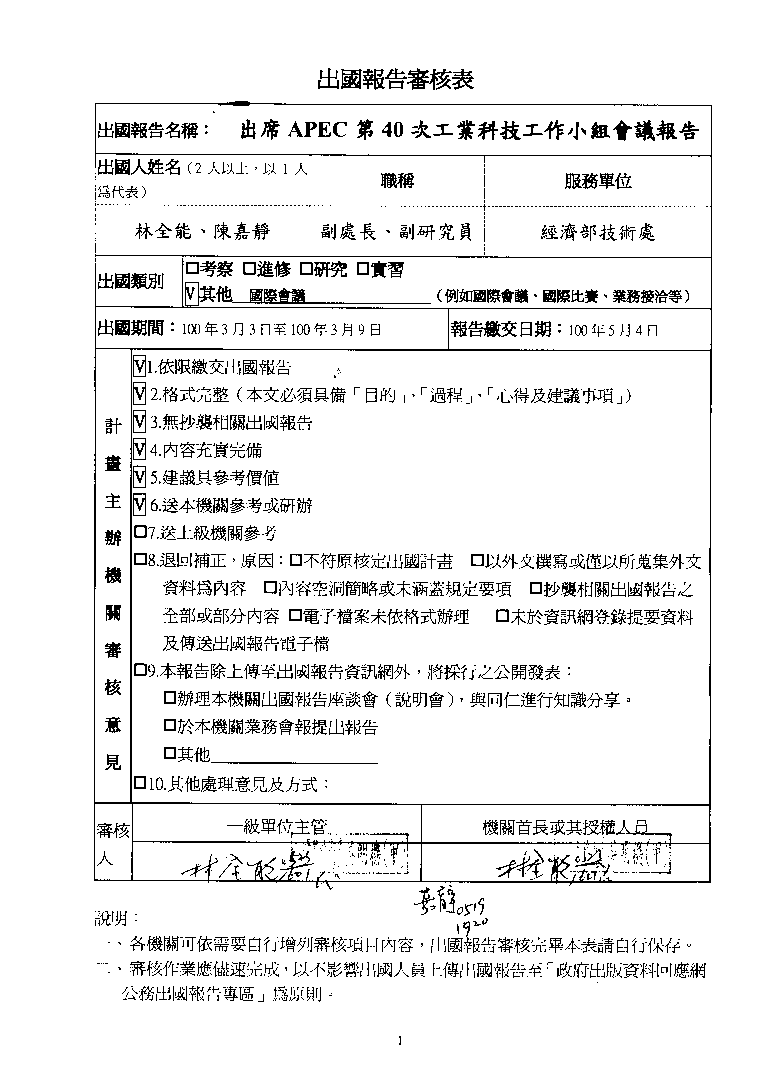 出國報告審核表
出國報告名稱： 出席 APEC 第 40 次工業科技工作小組會議報告
出國人姓名（2 人以上，以 1 人為代表） 職稱 服務單位
林全能、陳嘉靜 副處長、副研究員 經濟部技術處
出國類別 □考察 □進修 □研究 □實習
V其他 國際會議 （例如國際會議、國際比賽、業務接洽等）
出國期間：100 年 3 月 3 日至 100 年 3 月 9 日 報告繳交日期：100 年 5 月 4 日
計畫主辦機關審核意見
V 1.依限繳交出國報告
V 2.格式完整（本文必須具備「目的」、「過程」、「心得及建議事項」）
V 3.無抄襲相關出國報告
V 4.內容充實完備
V 5.建議具參考價值
V 6.送本機關參考或研辦
□7.送上級機關參考
□8.退回補正，原因：□不符原核定出國計畫 □以外文撰寫或僅以所蒐集外文
資料為內容 □內容空洞簡略或未涵蓋規定要項 □抄襲相關出國報告之
全部或部分內容 □電子檔案未依格式辦理 □未於資訊網登錄提要資料
及傳送出國報告電子檔
□9.本報告除上傳至出國報告資訊網外，將採行之公開發表：
□辦理本機關出國報告座談會（說明會），與同仁進行知識分享。
□於本機關業務會報提出報告
□其他
□10.其他處理意見及方式：
審核人 一級單位主管 機關首長或其授權人員
林全能 林全能
嘉靜 0519
1920
說明：
一、各機關可依需要自行增列審核項目內容，出國報告審核完畢本表請自行保存。
二、審核作業應儘速完成，以不影響出國人員上傳出國報告至「政府出版資料回應網
公務出國報告專區」為原則。
1